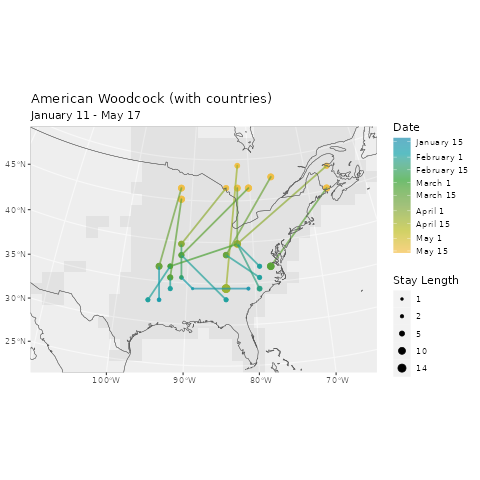 American Woodcock (with countries)
January 11 - May 17
45°N
40°N
35°N
30°N
25°N
100°W
90°W
80°W
70°W
Date
January 15
February 1
February 15
March 1
March 15
April 1
April 15
May 1
May 15
Stay Length
1
2
5
10
14